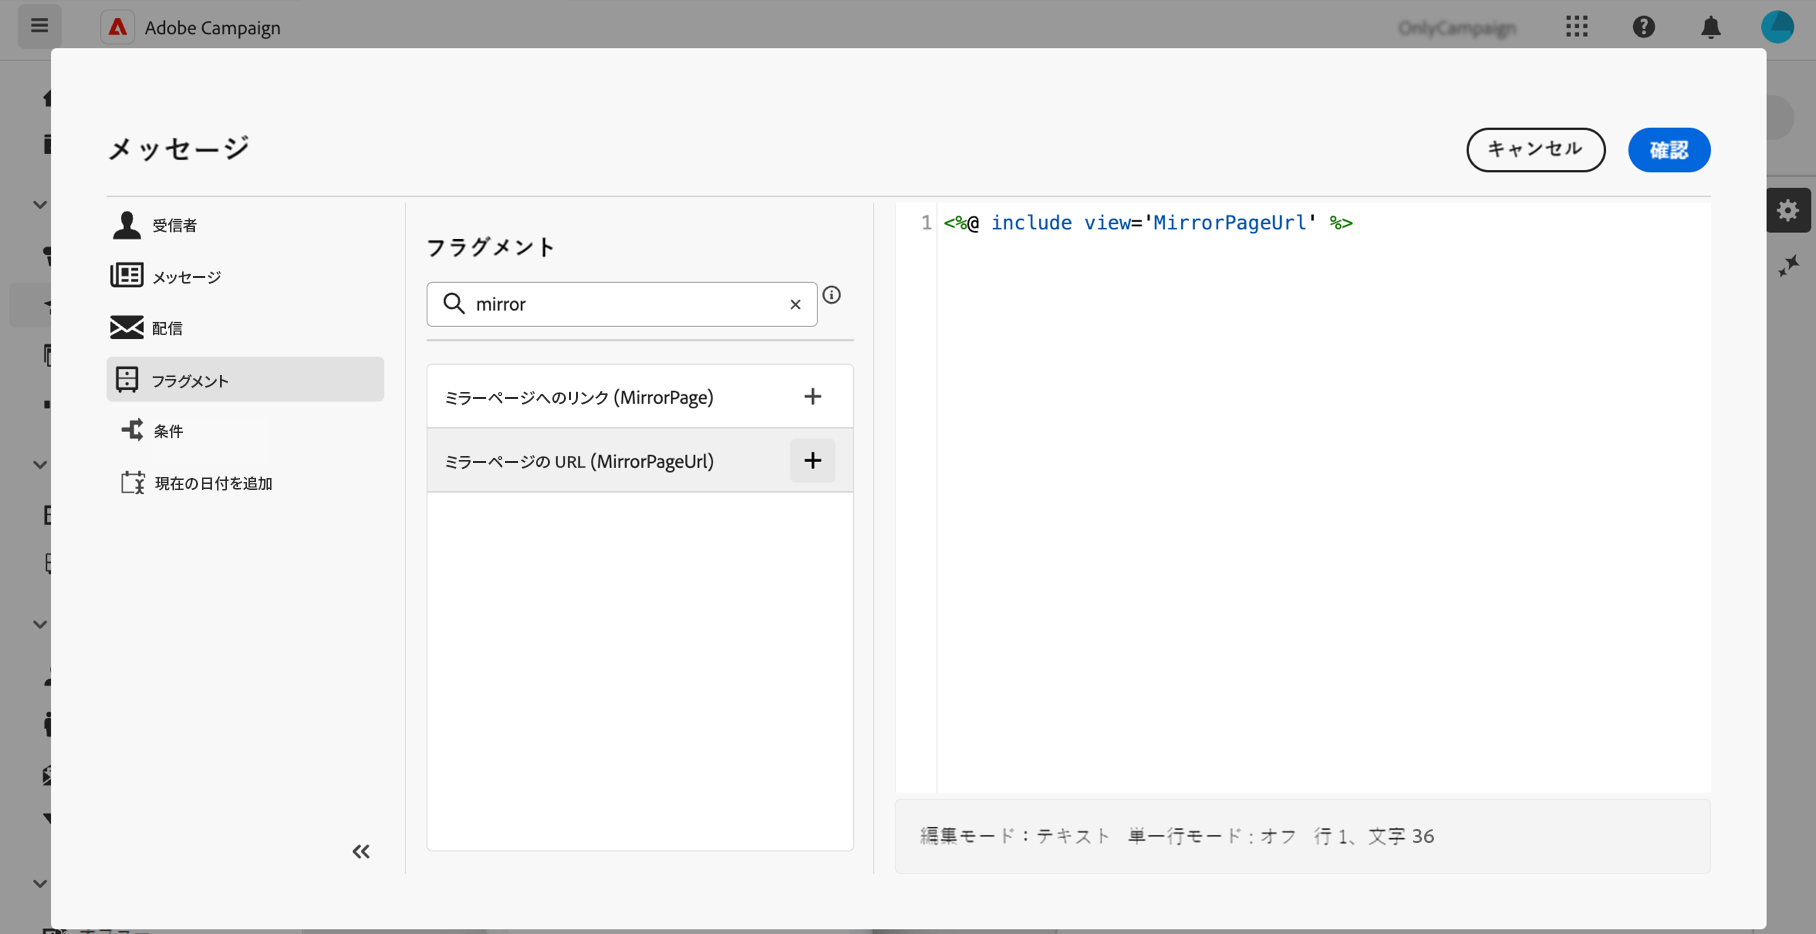 Adobe Campaign
OnlyCampaign
メッセージ
キャンセル
確認
受信者
メッセージ
配信
フラグメント
条件
現在の日付を追加
フラグメント
mirror
ミラーページへのリンク (MirrorPage)
ミラーページの URL (MirrorPageUrl)
1 <%@ include view='MirrorPageUrl' %>
編集モード：テキスト 単一行モード : オフ 行 1、文字 36